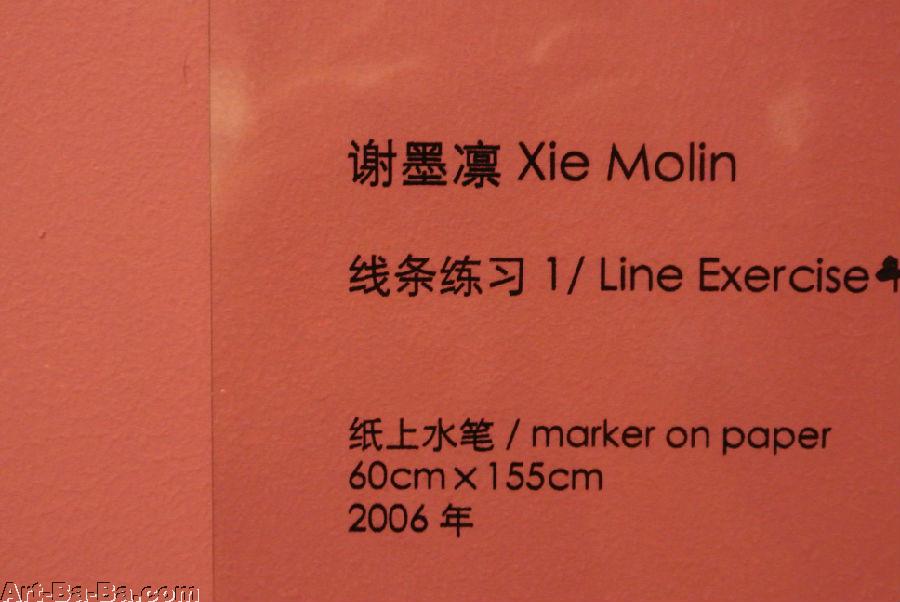 谢墨凛 Xie Molin
线条练习 1/ Line Exercise
纸上水笔 / marker on paper
60cm×155cm
2006 年
Art-Ba-Ba.com